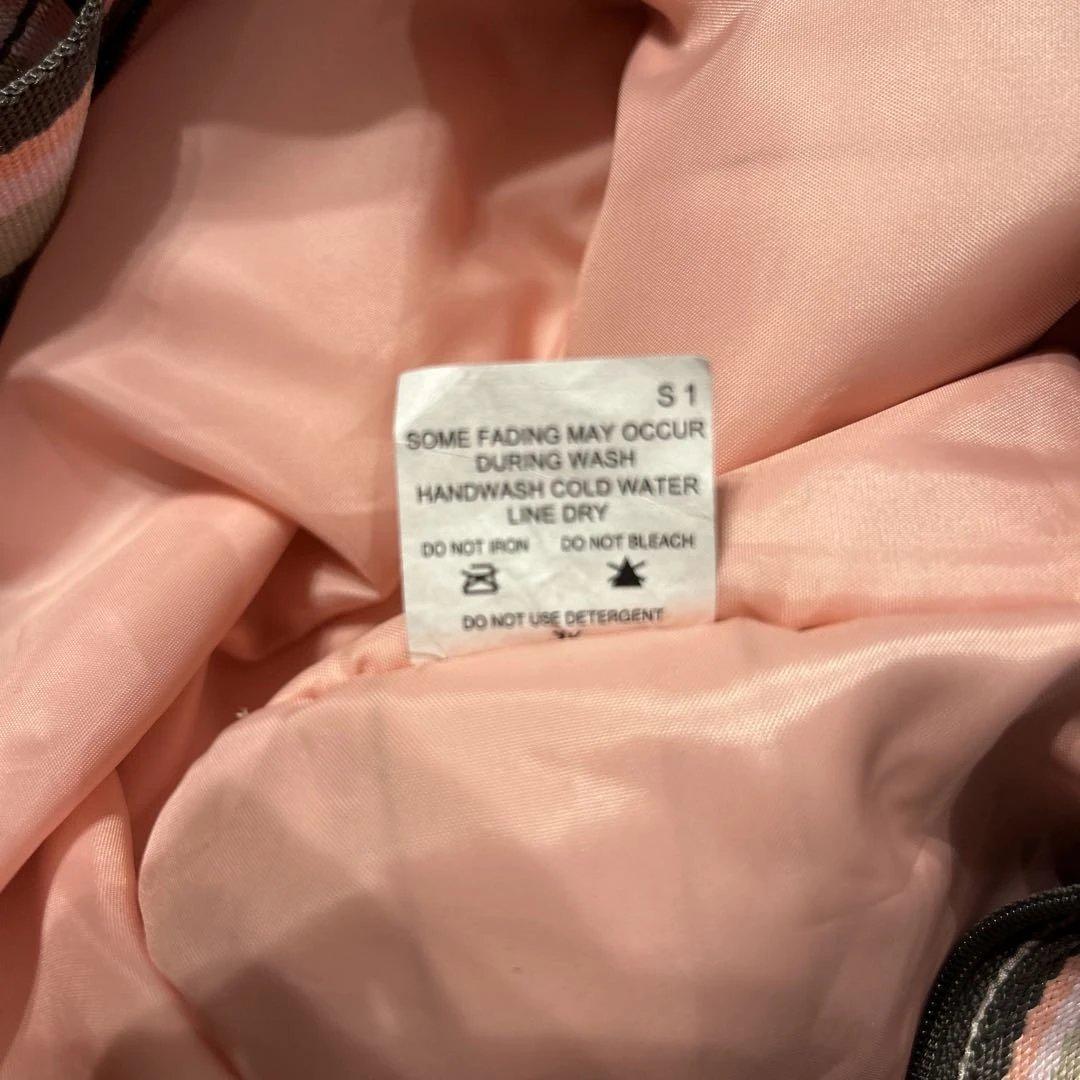 S 1
SOME FADING MAY OCCUR
DURING WASH
HANDWASH COLD WATER
LINE DRY
DO NOT IRON DO NOT BLEACH
DO NOT USE DETERGENT